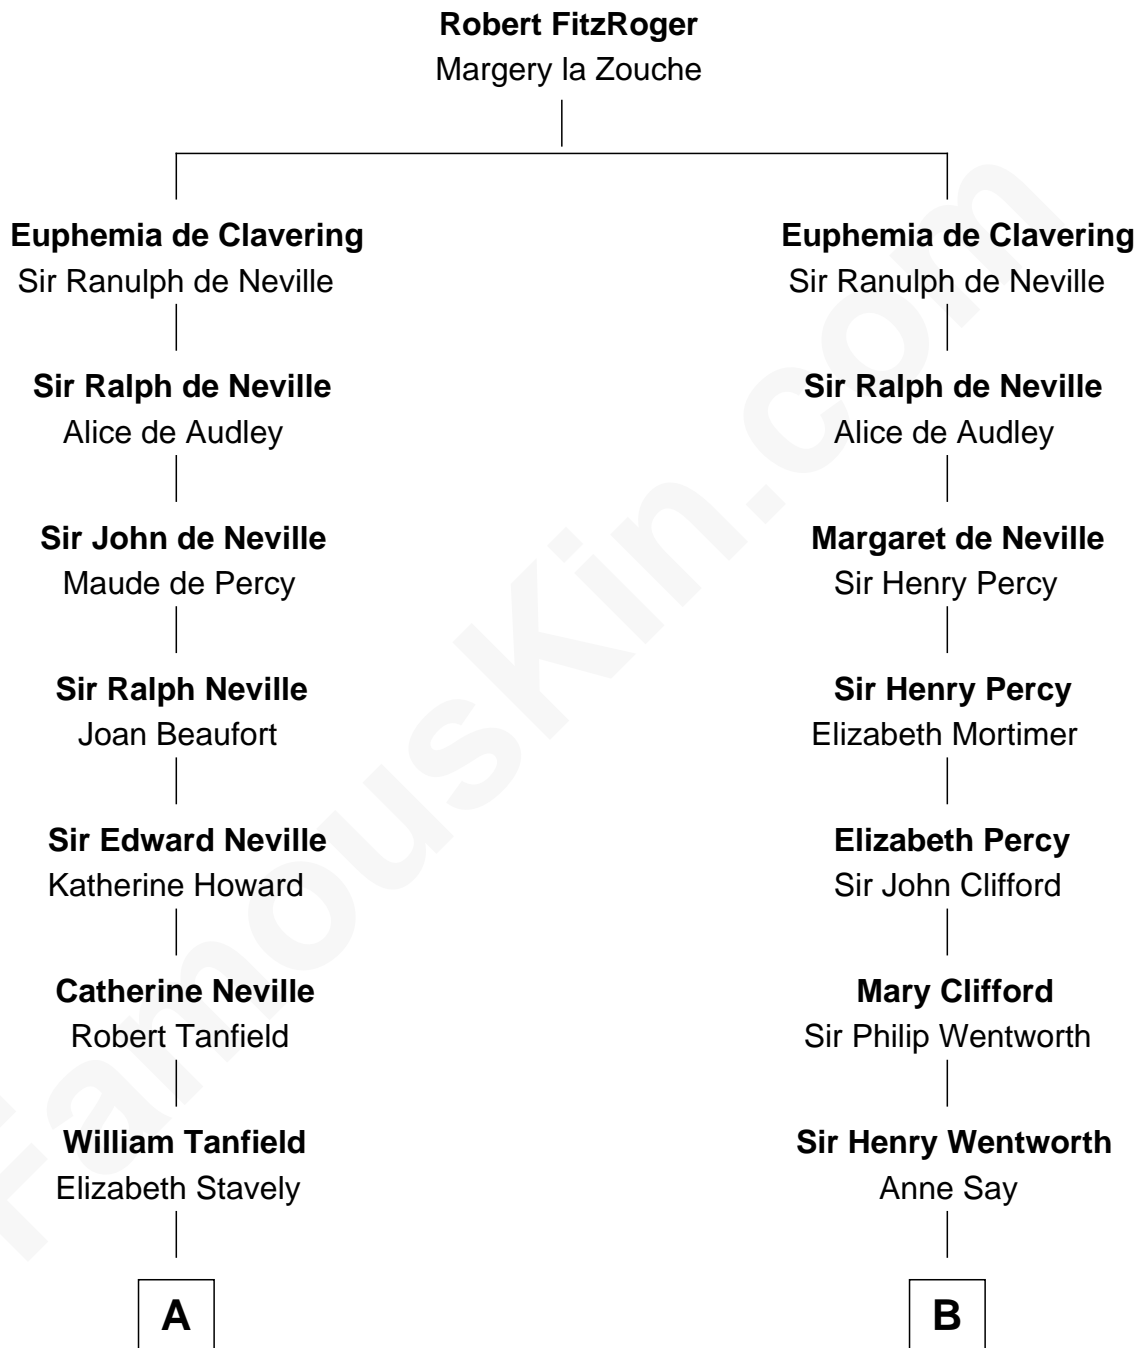 Robert FitzRoger
Margery la Zouche
Euphemia de Clavering
Sir Ranulph de Neville
Sir Ralph de Neville
Alice de Audley
Sir John de Neville
Maude de Percy
Sir Ralph Neville
Joan Beaufort
Sir Edward Neville
Katherine Howard
Catherine Neville
Robert Tanfield
William Tanfield
Elizabeth Stavely
A
Euphemia de Clavering
Sir Ranulph de Neville
Sir Ralph de Neville
Alice de Audley
Margaret de Neville
Sir Henry Percy
Sir Henry Percy
Elizabeth Mortimer
Elizabeth Percy
Sir John Clifford
Mary Clifford
Sir Philip Wentworth
Sir Henry Wentworth
Anne Say
B
FamousKin.com